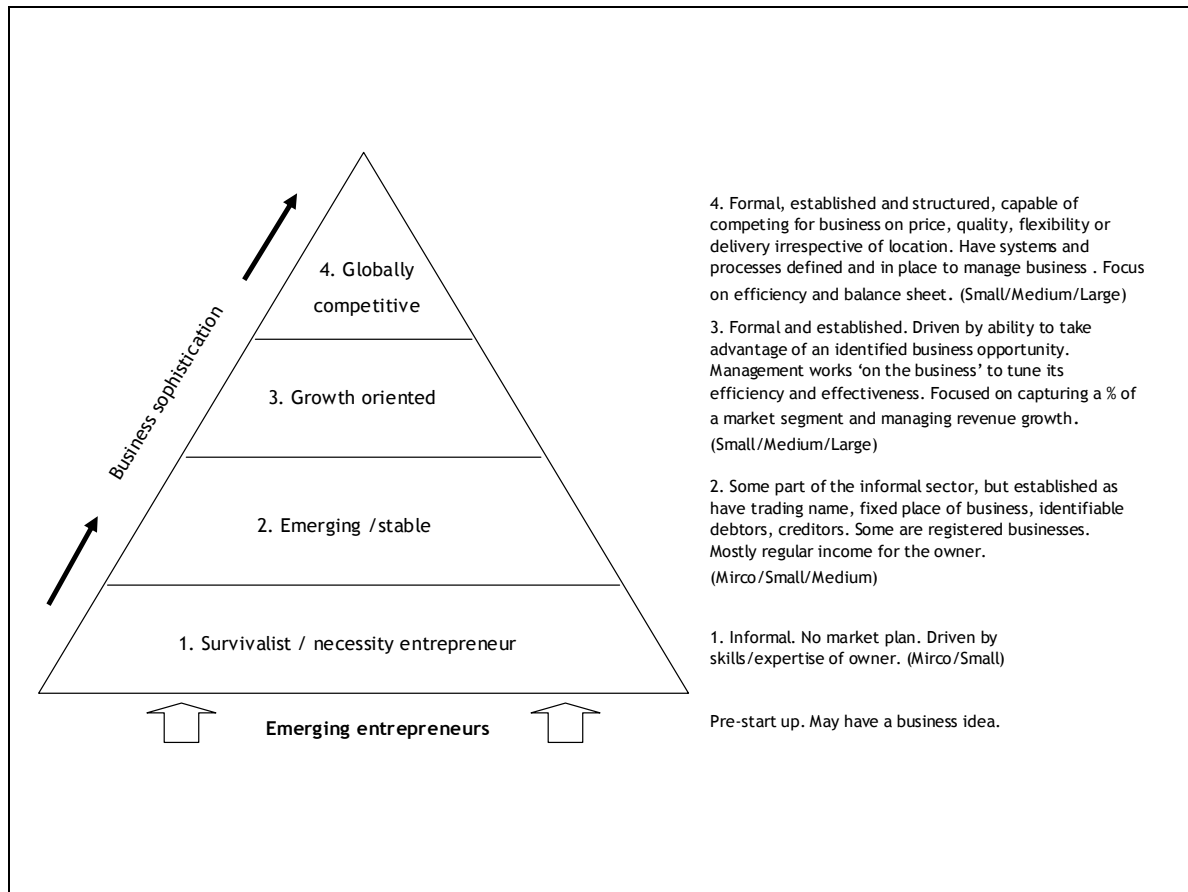 4. Globally
competitive
3. Growth oriented
2. Emerging /stable
1. Survivalist / necessity entrepreneur
Emerging entrepreneurs
Business sophistication
4. Formal, established and structured, capable of
competing for business on price, quality, flexibility or
delivery irrespective of location. Have systems and
processes defined and in place to manage business . Focus
on efficiency and balance sheet. (Small/Medium/Large)
3. Formal and established. Driven by ability to take
advantage of an identified business opportunity.
Management works ‘on the business’ to tune its
efficiency and effectiveness. Focused on capturing a % of
a market segment and managing revenue growth.
(Small/Medium/Large)
2. Some part of the informal sector, but established as
have trading name, fixed place of business, identifiable
debtors, creditors. Some are registered businesses.
Mostly regular income for the owner.
(Mirco/Small/Medium)
1. Informal. No market plan. Driven by
skills/expertise of owner. (Mirco/Small)
Pre-start up. May have a business idea.